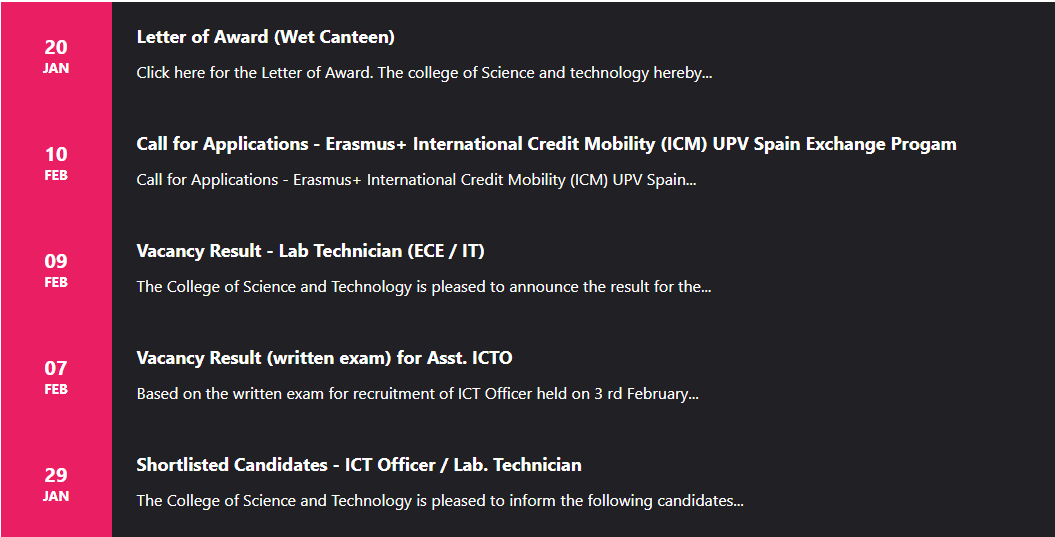 20
JAN
Letter of Award (Wet Canteen)
Click here for the Letter of Award. The college of Science and technology hereby...
10
FEB
Call for Applications - Erasmus+ International Credit Mobility (ICM) UPV Spain Exchange Progam
Call for Applications - Erasmus+ International Credit Mobility (ICM) UPV Spain...
09
FEB
Vacancy Result - Lab Technician (ECE / IT)
The College of Science and Technology is pleased to announce the result for the...
07
FEB
Vacancy Result (written exam) for Asst. ICTO
Based on the written exam for recruitment of ICT Officer held on 3 rd February...
29
JAN
Shortlisted Candidates - ICT Officer / Lab. Technician
The College of Science and Technology is pleased to inform the following candidates...